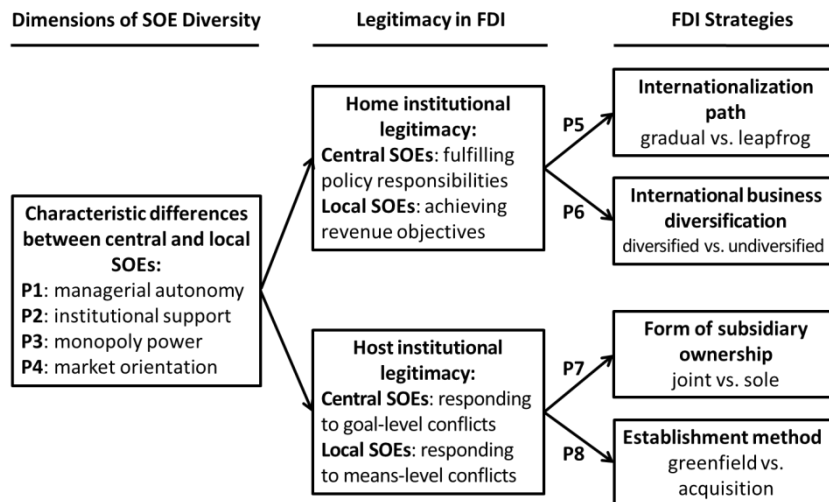 Dimensions of SOE Diversity
Legitimacy in FDI
FDI Strategies
Characteristic differences
between central and local
SOEs:
P1: managerial autonomy
P2: institutional support
P3: monopoly power
P4: market orientation
Home institutional
legitimacy:
Central SOEs: fulfilling
policy responsibilities
Local SOEs: achieving
revenue objectives
Host institutional
legitimacy:
Central SOEs: responding
to goal-level conflicts
Local SOEs: responding
to means-level conflicts
P5
P6
P7
P8
Internationalization
path
gradual vs. leapfrog
International business
diversification
diversified vs. undiversified
Form of subsidiary
ownership
joint vs. sole
Establishment method
greenfield vs.
acquisition